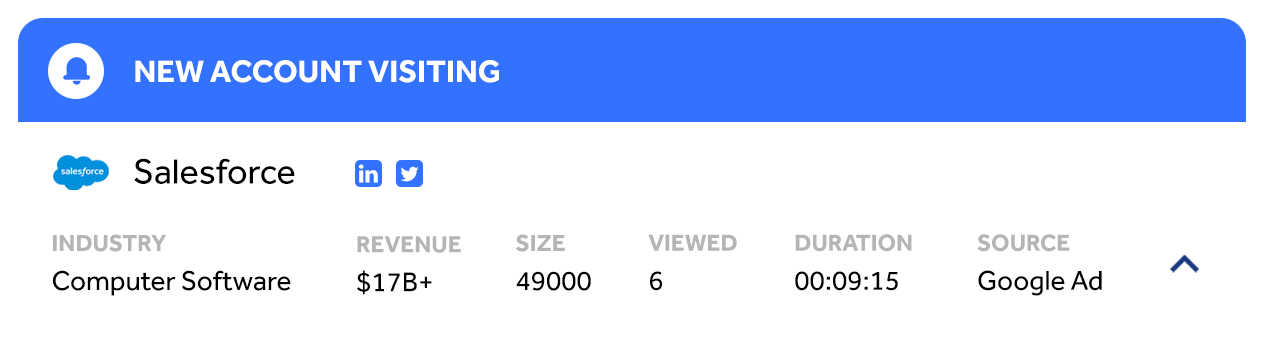 NEW ACCOUNT VISITING
salesforce Salesforce in
INDUSTRY REVENUE SIZE VIEWED DURATION SOURCE
Computer Software $17B+ 49000 6 00:09:15 Google Ad